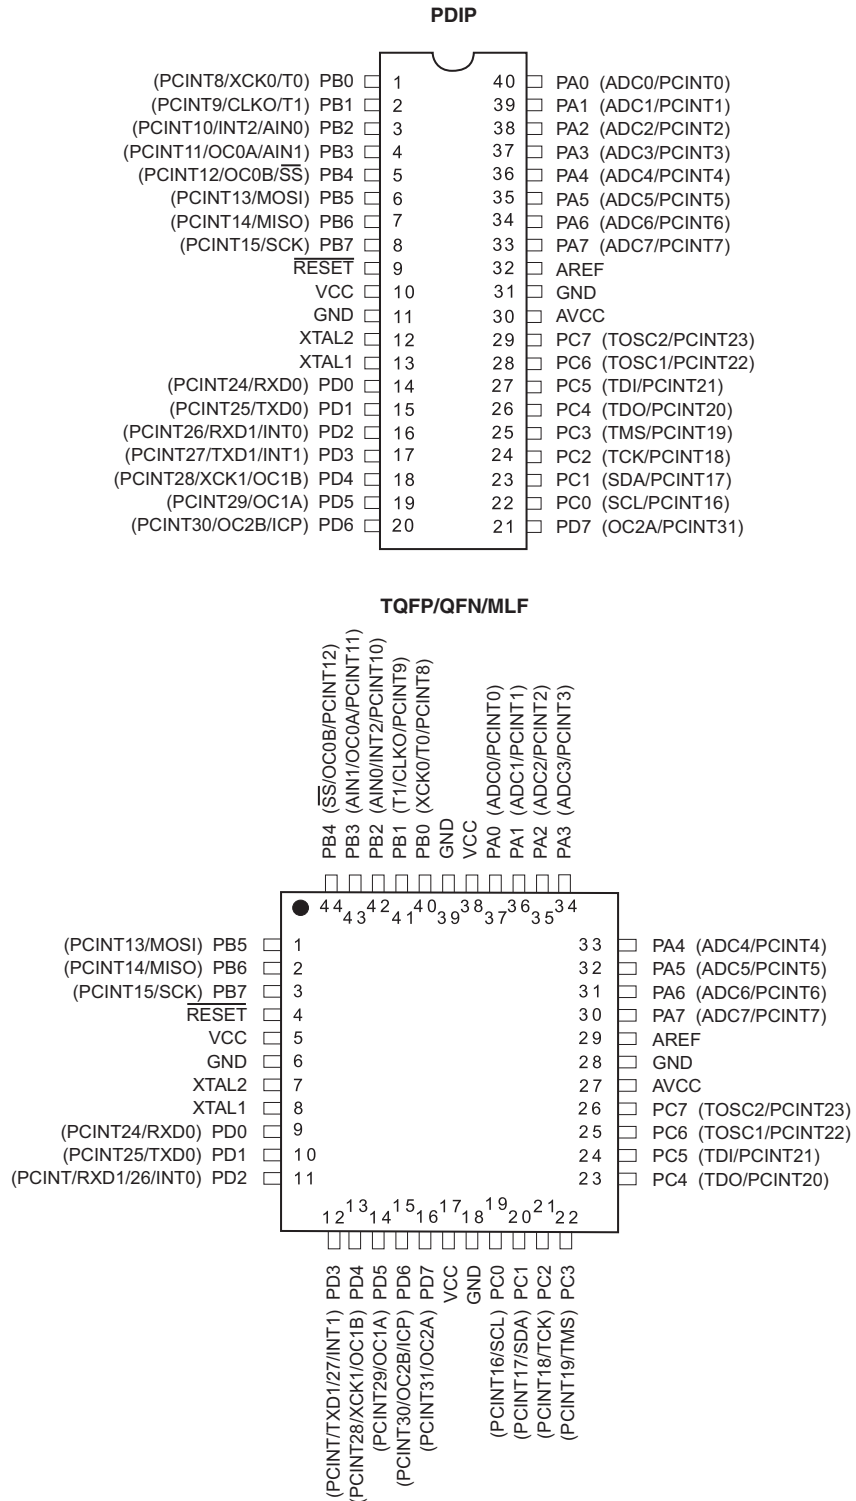 PDIP
(PCINT8/XCK0/T0) PB0 1 40 PA0 (ADC0/PCINT0)
(PCINT9/CLKO/T1) PB1 2 39 PA1 (ADC1/PCINT1)
(PCINT10/INT2/AIN0) PB2 3 38 PA2 (ADC2/PCINT2)
(PCINT11/OC0A/AIN1) PB3 4 37 PA3 (ADC3/PCINT3)
(PCINT12/OC0B/SS) PB4 5 36 PA4 (ADC4/PCINT4)
(PCINT13/MOSI) PB5 6 35 PA5 (ADC5/PCINT5)
(PCINT14/MISO) PB6 7 34 PA6 (ADC6/PCINT6)
(PCINT15/SCK) PB7 8 33 PA7 (ADC7/PCINT7)
RESET 9 32 AREF
VCC 10 31 GND
GND 11 30 AVCC
XTAL2 12 29 PC7 (TOSC2/PCINT23)
XTAL1 13 28 PC6 (TOSC1/PCINT22)
(PCINT24/RXD0) PD0 14 27 PC5 (TDI/PCINT21)
(PCINT25/TXD0) PD1 15 26 PC4 (TDO/PCINT20)
(PCINT26/RXD1/INT0) PD2 16 25 PC3 (TMS/PCINT19)
(PCINT27/TXD1/INT1) PD3 17 24 PC2 (TCK/PCINT18)
(PCINT28/XCK1/OC1B) PD4 18 23 PC1 (SDA/PCINT17)
(PCINT29/OC1A) PD5 19 22 PC0 (SCL/PCINT16)
(PCINT30/OC2B/ICP) PD6 20 21 PD7 (OC2A/PCINT31)
TQFP/QFN/MLF
PB4 (SS/OC0B/PCINT12)
PB3 (AIN1/OC0A/PCINT11)
PB2 (AIN0/INT2/PCINT10)
PB1 (T1/CLKO/PCINT9)
PB0 (XCK0/T0/PCINT8)
GND
VCC
PA0 (ADC0/PCINT0)
PA1 (ADC1/PCINT1)
PA2 (ADC2/PCINT2)
PA3 (ADC3/PCINT3)
44 43 42 41 40 39 38 37 36 35 34
(PCINT13/MOSI) PB5 1 33 PA4 (ADC4/PCINT4)
(PCINT14/MISO) PB6 2 32 PA5 (ADC5/PCINT5)
(PCINT15/SCK) PB7 3 31 PA6 (ADC6/PCINT6)
RESET 4 30 PA7 (ADC7/PCINT7)
VCC 5 29 AREF
GND 6 28 GND
XTAL2 7 27 AVCC
XTAL1 8 26 PC7 (TOSC2/PCINT23)
(PCINT24/RXD0) PD0 9 25 PC6 (TOSC1/PCINT22)
(PCINT25/TXD0) PD1 10 24 PC5 (TDI/PCINT21)
(PCINT/RXD1/26/INT0) PD2 11 23 PC4 (TDO/PCINT20)
12 13 14 15 16 17 18 19 20 21 22
(PCINT/TXD1/27/INT1) PD3
(PCINT28/XCK1/OC1B) PD4
(PCINT29/OC1A) PD5
(PCINT30/OC2B/ICP) PD6
(PCINT31/OC2A) PD7
VCC
GND
(PCINT16/SCL) PC0
(PCINT17/SDA) PC1
(PCINT18/TCK) PC2
(PCINT19/TMS) PC3